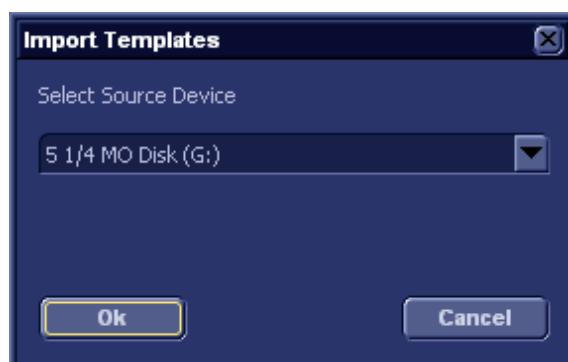 Import Templates
Select Source Device
5 1/4 MO Disk (G:)
Ok
Cancel